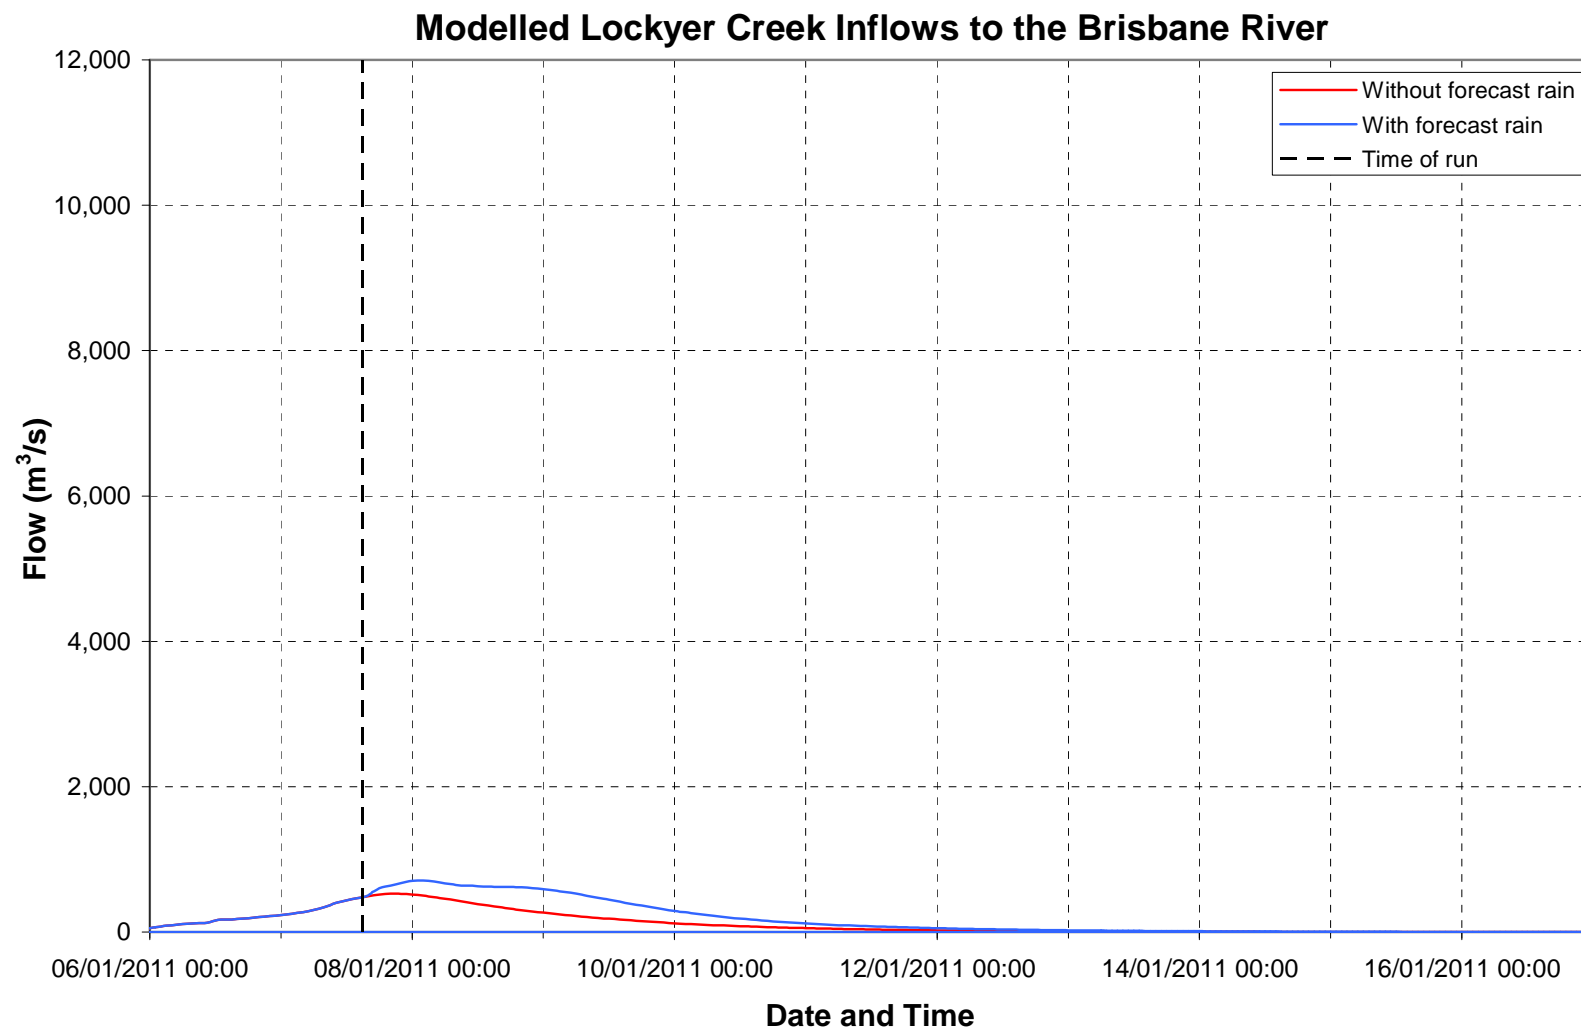 Modelled Lockyer Creek Inflows to the Brisbane River
12,000
10,000
8,000
6,000
4,000
2,000
0
Flow (m³/s)
Without forecast rain
With forecast rain
Time of run
06/01/2011 00:00 08/01/2011 00:00 10/01/2011 00:00 12/01/2011 00:00 14/01/2011 00:00 16/01/2011 00:00
Date and Time